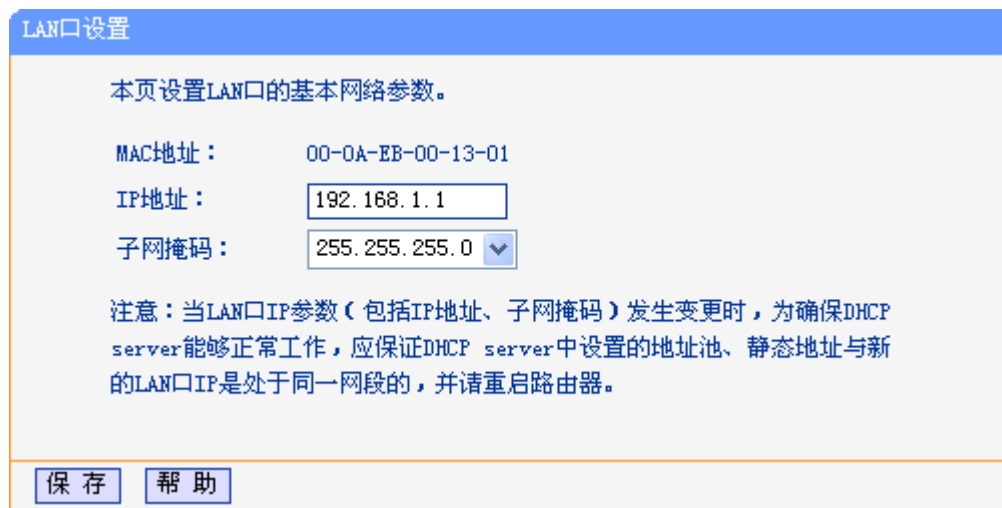 LAN口设置
本页设置LAN口的基本网络参数。
MAC地址： 00-0A-EB-00-13-01
IP地址： 192.168.1.1
子网掩码： 255.255.255.0
注意：当LAN口IP参数（包括IP地址、子网掩码）发生变更时，为确保DHCP
server能够正常工作，应保证DHCP server中设置的地址池、静态地址与新
的LAN口IP是处于同一网段的，并请重启路由器。
保 存 帮 助